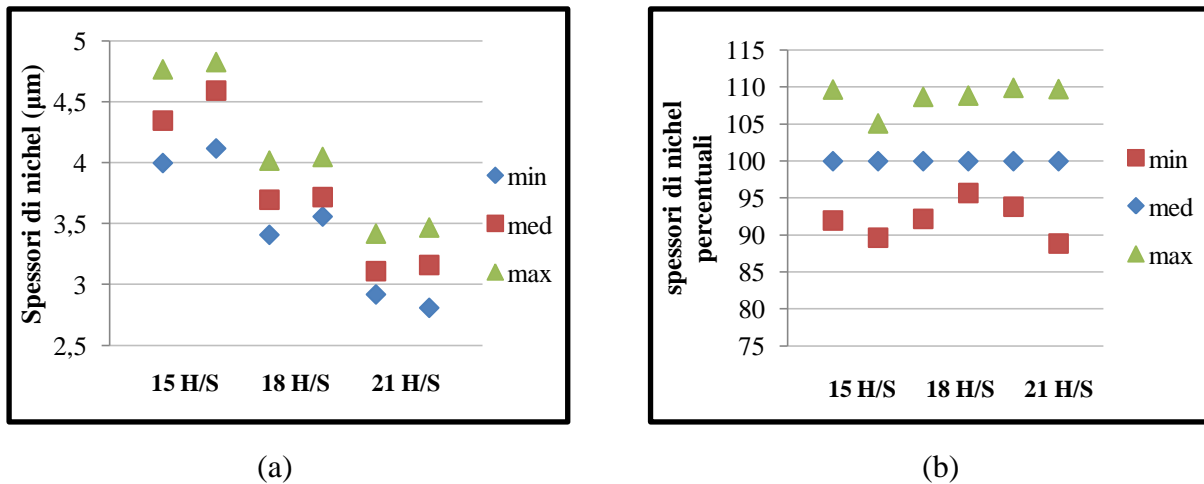 Spessori di nichel (µm)
5
4,5
4
3,5
3
2,5
15 H/S 18 H/S 21 H/S
min
med
max
(a)
spessori di nichel
percentuali
115
110
105
100
95
90
85
80
75
15 H/S 18 H/S 21 H/S
min
med
max
(b)